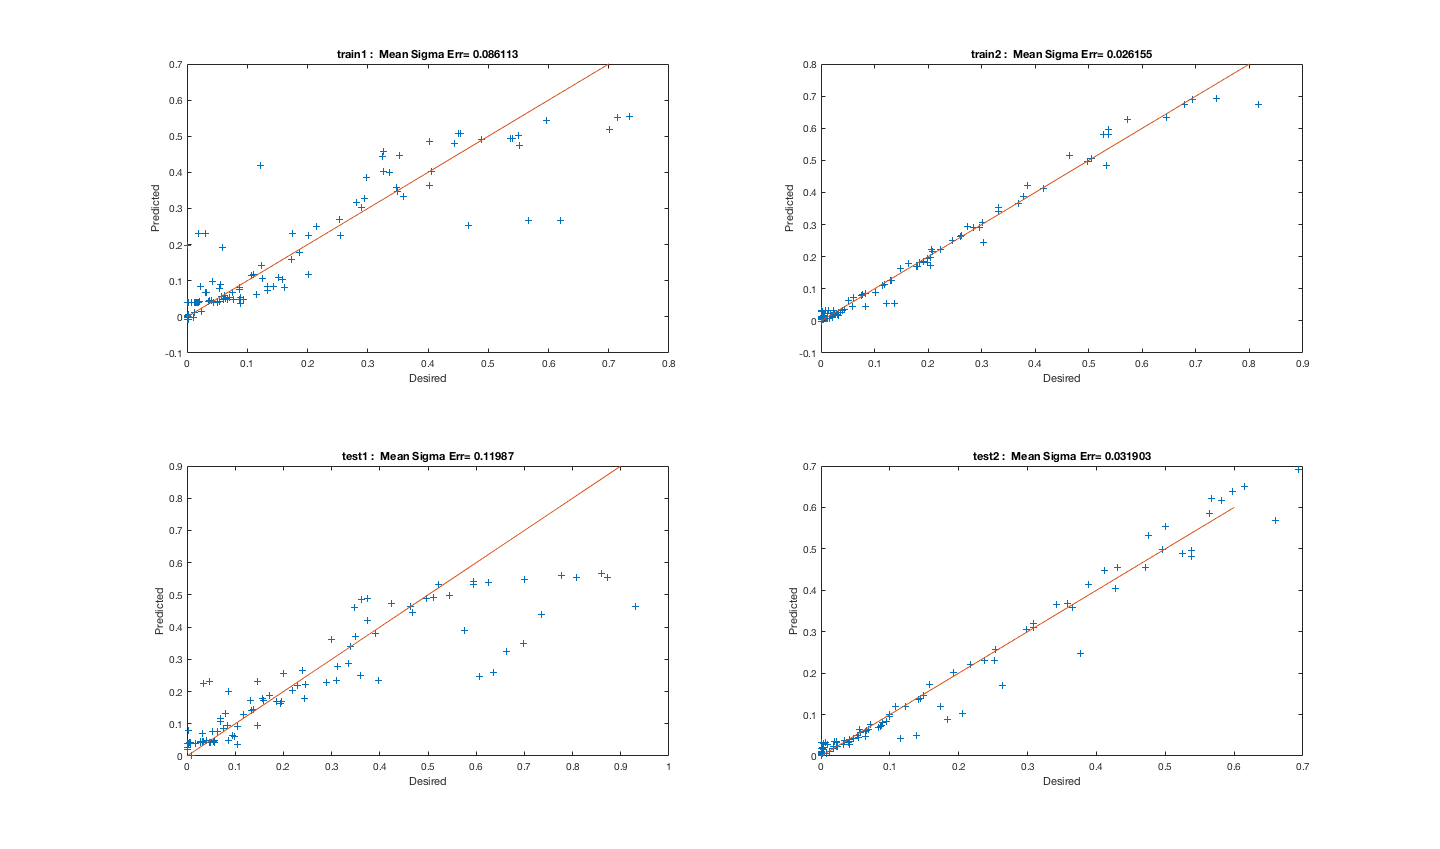 train1 :  Mean Sigma Err= 0.086113
0.7
0.6
0.5
0.4
0.3
0.2
0.1
0
-0.1
Predicted
0 0.1 0.2 0.3 0.4 0.5 0.6 0.7 0.8
Desired
train2 :  Mean Sigma Err= 0.026155
0.8
0.7
0.6
0.5
0.4
0.3
0.2
0.1
0
-0.1
Predicted
0 0.1 0.2 0.3 0.4 0.5 0.6 0.7 0.8 0.9
Desired
test1 :  Mean Sigma Err= 0.11987
0.9
0.8
0.7
0.6
0.5
0.4
0.3
0.2
0.1
0
Predicted
0 0.1 0.2 0.3 0.4 0.5 0.6 0.7 0.8 0.9 1
Desired
test2 :  Mean Sigma Err= 0.031903
0.7
0.6
0.5
0.4
0.3
0.2
0.1
0
Predicted
0 0.1 0.2 0.3 0.4 0.5 0.6 0.7
Desired